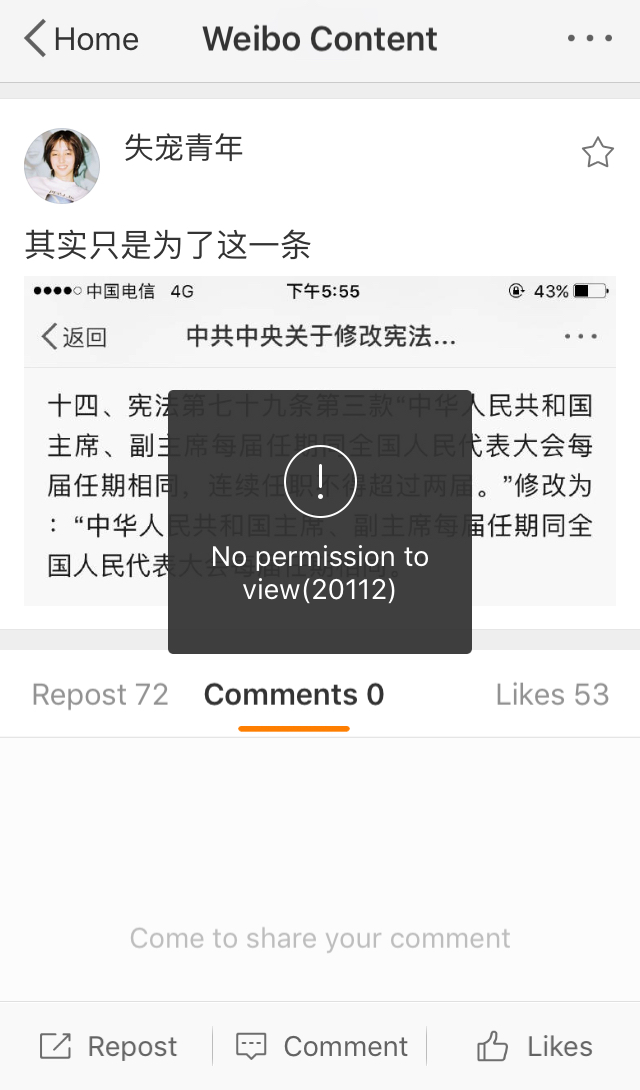 Home
Weibo Content
失宠青年
其实只是为了这一条
中国电信 4G 下午5:55 43%
返回 中共中央关于修改宪法...
十四、宪法第七十九条第三款“中华人民共和国
主席、副主席每届任期同全国人民代表大会每
届任期相同，连续任职不得超过两届。”修改为
：“中华人民共和国主席、副主席每届任期同全
国人民代表大会每届任期相同。”
No permission to
view(20112)
Repost 72 Comments 0 Likes 53
Come to share your comment
Repost Comment Likes